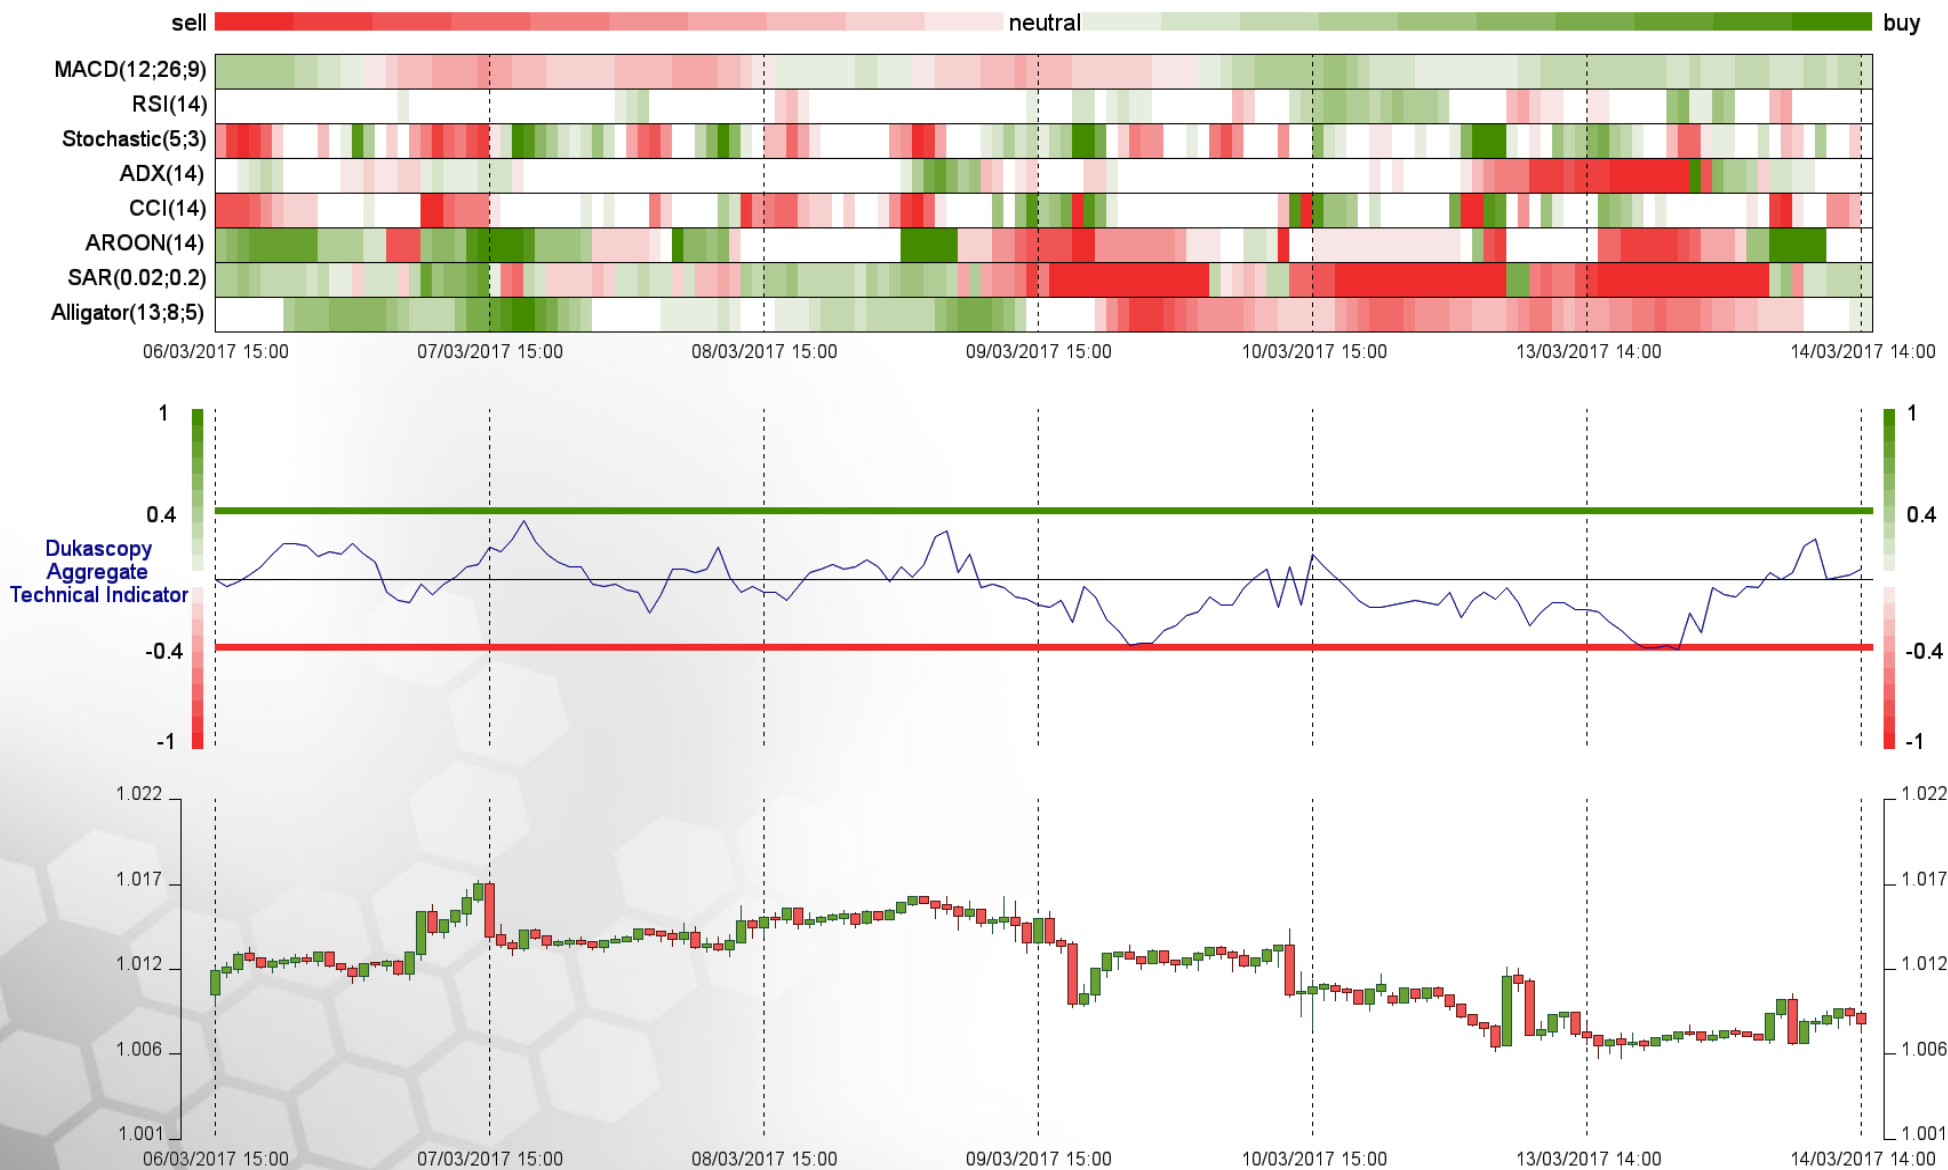 sell neutral buy
MACD(12;26;9)
RSI(14)
Stochastic(5;3)
ADX(14)
CCI(14)
AROON(14)
SAR(0.02;0.2)
Alligator(13;8;5)
06/03/2017 15:00 07/03/2017 15:00 08/03/2017 15:00 09/03/2017 15:00 10/03/2017 15:00 13/03/2017 14:00 14/03/2017 14:00
1 1
0.4 0.4
Dukascopy
Aggregate
Technical Indicator
-0.4 -0.4
-1 -1
1.022 1.022
1.017 1.017
1.012 1.012
1.006 1.006
1.001 1.001
06/03/2017 15:00 07/03/2017 15:00 08/03/2017 15:00 09/03/2017 15:00 10/03/2017 15:00 13/03/2017 14:00 14/03/2017 14:00